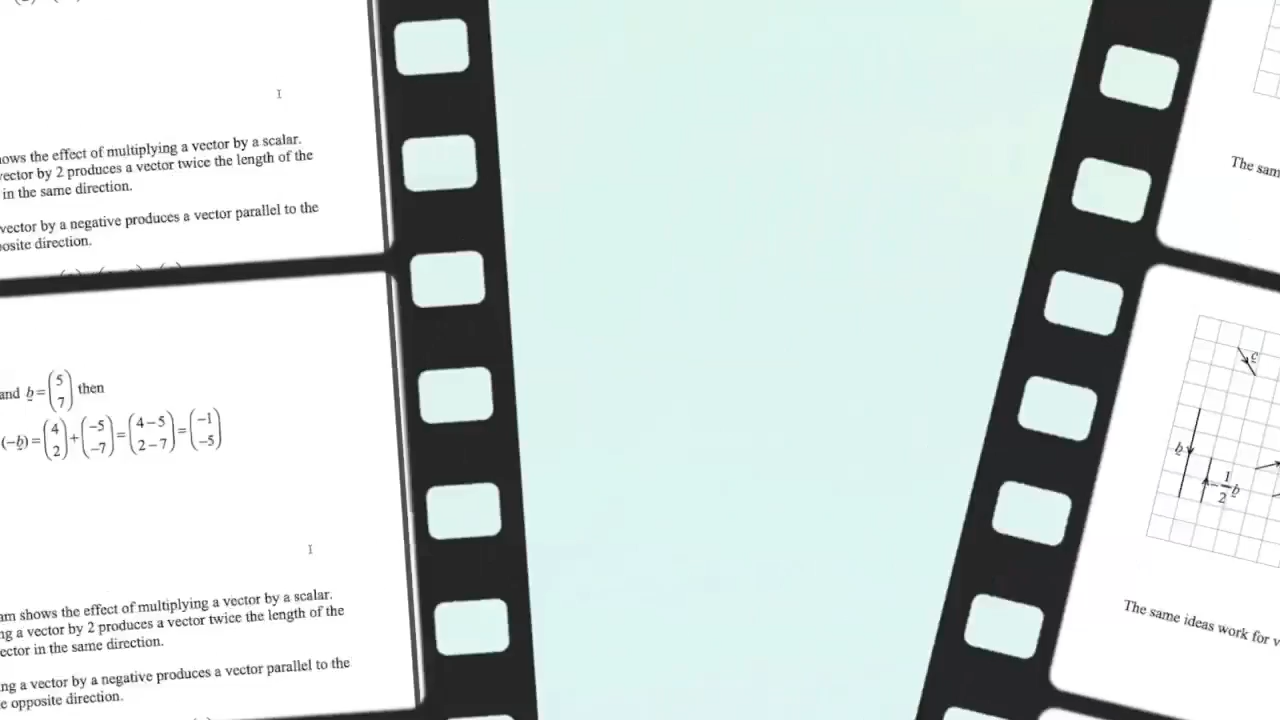 ows the effect of multiplying a vector by a scalar.
vector by 2 produces a vector twice the length of the
in the same direction.
vector by a negative produces a vector parallel to the
posite direction.
and b = (5 7) then
(-b) = (4 2) + (-5 -7) = (4-5 2-7) = (-1 -5)
am shows the effect of multiplying a vector by a scalar.
ng a vector by 2 produces a vector twice the length of the
ector in the same direction.
ing a vector by a negative produces a vector parallel to the
e opposite direction.
The sam
c
b
-1/2 b
The same ideas work for v